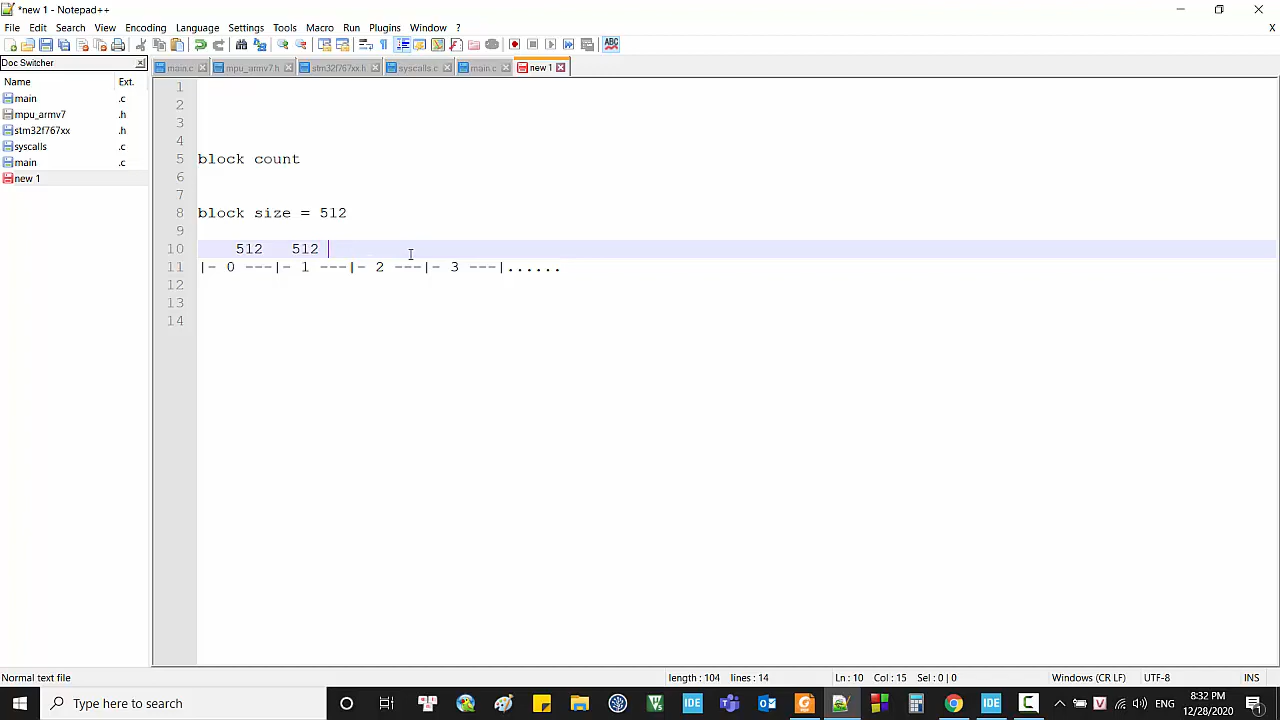 *new 1 - Notepad++
File Edit Search View Encoding Language Settings Tools Macro Run Plugins Window ? X
Doc Switcher
main.c mpu_armv7.h stm32f767xx.h syscalls.c main.c new 1
Name Ext.
main .c
mpu_armv7 .h
stm32f767xx .h
syscalls .c
main .c
new 1
1
2
3
4
5 block count
6
7
8 block size = 512
9
10 512 512
11 |- 0 ---|- 1 ---|- 2 ---|- 3 ---|......
12
13
14
Normal text file length : 104 lines : 14 Ln : 10 Col : 15 Sel : 0 | 0 Windows (CR LF) UTF-8 INS
Type here to search IDE IDE ENG 8:32 PM
12/28/2020